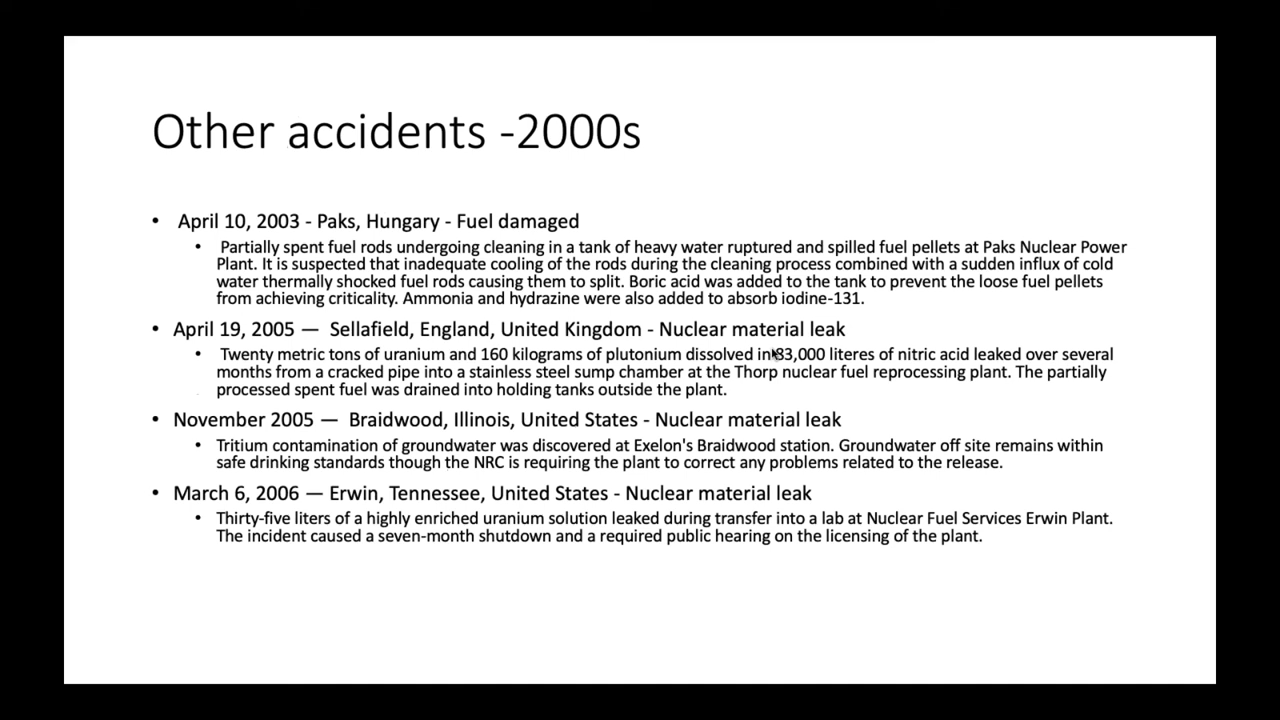 Other accidents -2000s
• April 10, 2003 - Paks, Hungary - Fuel damaged
• Partially spent fuel rods undergoing cleaning in a tank of heavy water ruptured and spilled fuel pellets at Paks Nuclear Power
Plant. It is suspected that inadequate cooling of the rods during the cleaning process combined with a sudden influx of cold
water thermally shocked fuel rods causing them to split. Boric acid was added to the tank to prevent the loose fuel pellets
from achieving criticality. Ammonia and hydrazine were also added to absorb iodine-131.
• April 19, 2005 — Sellafield, England, United Kingdom - Nuclear material leak
• Twenty metric tons of uranium and 160 kilograms of plutonium dissolved in 83,000 literes of nitric acid leaked over several
months from a cracked pipe into a stainless steel sump chamber at the Thorp nuclear fuel reprocessing plant. The partially
processed spent fuel was drained into holding tanks outside the plant.
• November 2005 — Braidwood, Illinois, United States - Nuclear material leak
• Tritium contamination of groundwater was discovered at Exelon's Braidwood station. Groundwater off site remains within
safe drinking standards though the NRC is requiring the plant to correct any problems related to the release.
• March 6, 2006 — Erwin, Tennessee, United States - Nuclear material leak
• Thirty-five liters of a highly enriched uranium solution leaked during transfer into a lab at Nuclear Fuel Services Erwin Plant.
The incident caused a seven-month shutdown and a required public hearing on the licensing of the plant.